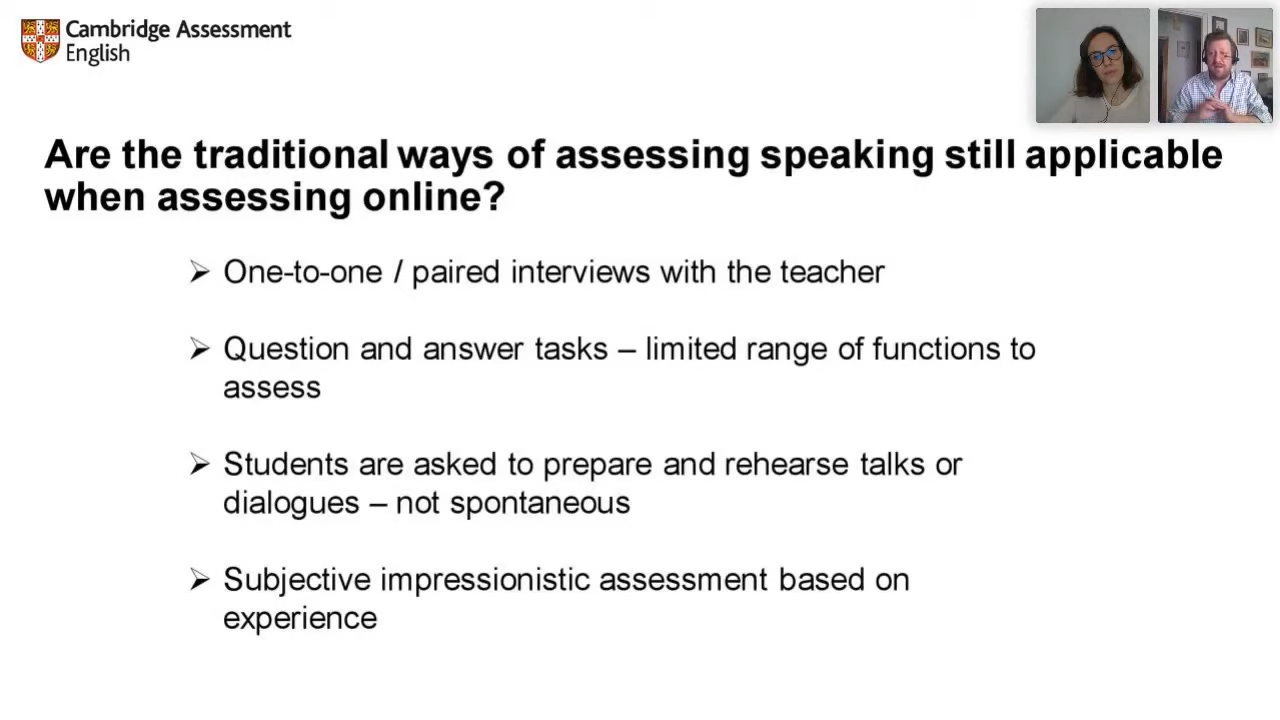 Cambridge Assessment
English
Are the traditional ways of assessing speaking still applicable
when assessing online?
➢ One-to-one / paired interviews with the teacher
➢ Question and answer tasks – limited range of functions to
assess
➢ Students are asked to prepare and rehearse talks or
dialogues – not spontaneous
➢ Subjective impressionistic assessment based on
experience